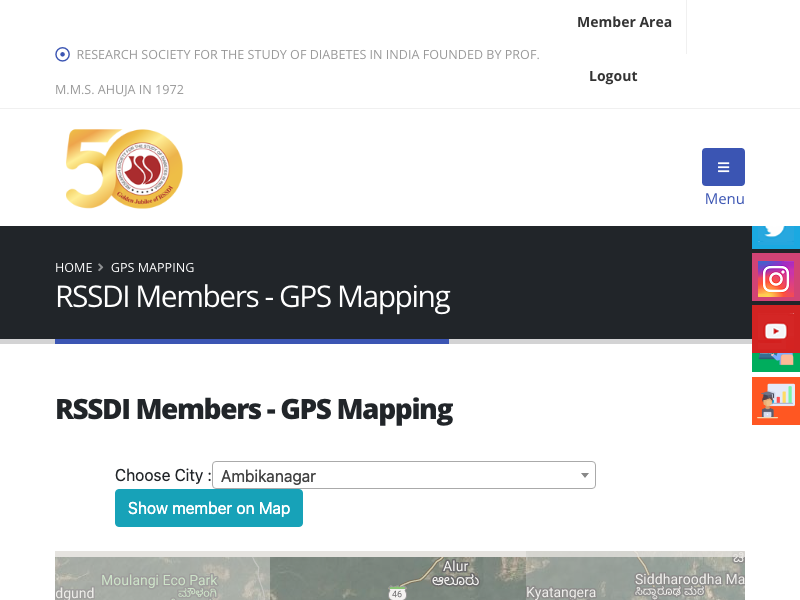 Member Area
RESEARCH SOCIETY FOR THE STUDY OF DIABETES IN INDIA FOUNDED BY PROF.
M.M.S. AHUJA IN 1972
Logout
50
Golden Jubilee of RSSDI
Menu
HOME GPS MAPPING
RSSDI Members - GPS Mapping
RSSDI Members - GPS Mapping
Choose City : Ambikanagar
Show member on Map
Alur
ಆಲೂರು
Moulangi Eco Park
ಮೌಳಂಗಿ
Siddharoodha Ma
ಸಿದ್ಧಾರೂಢ ಮಠ
dgund
46
Kyatangera